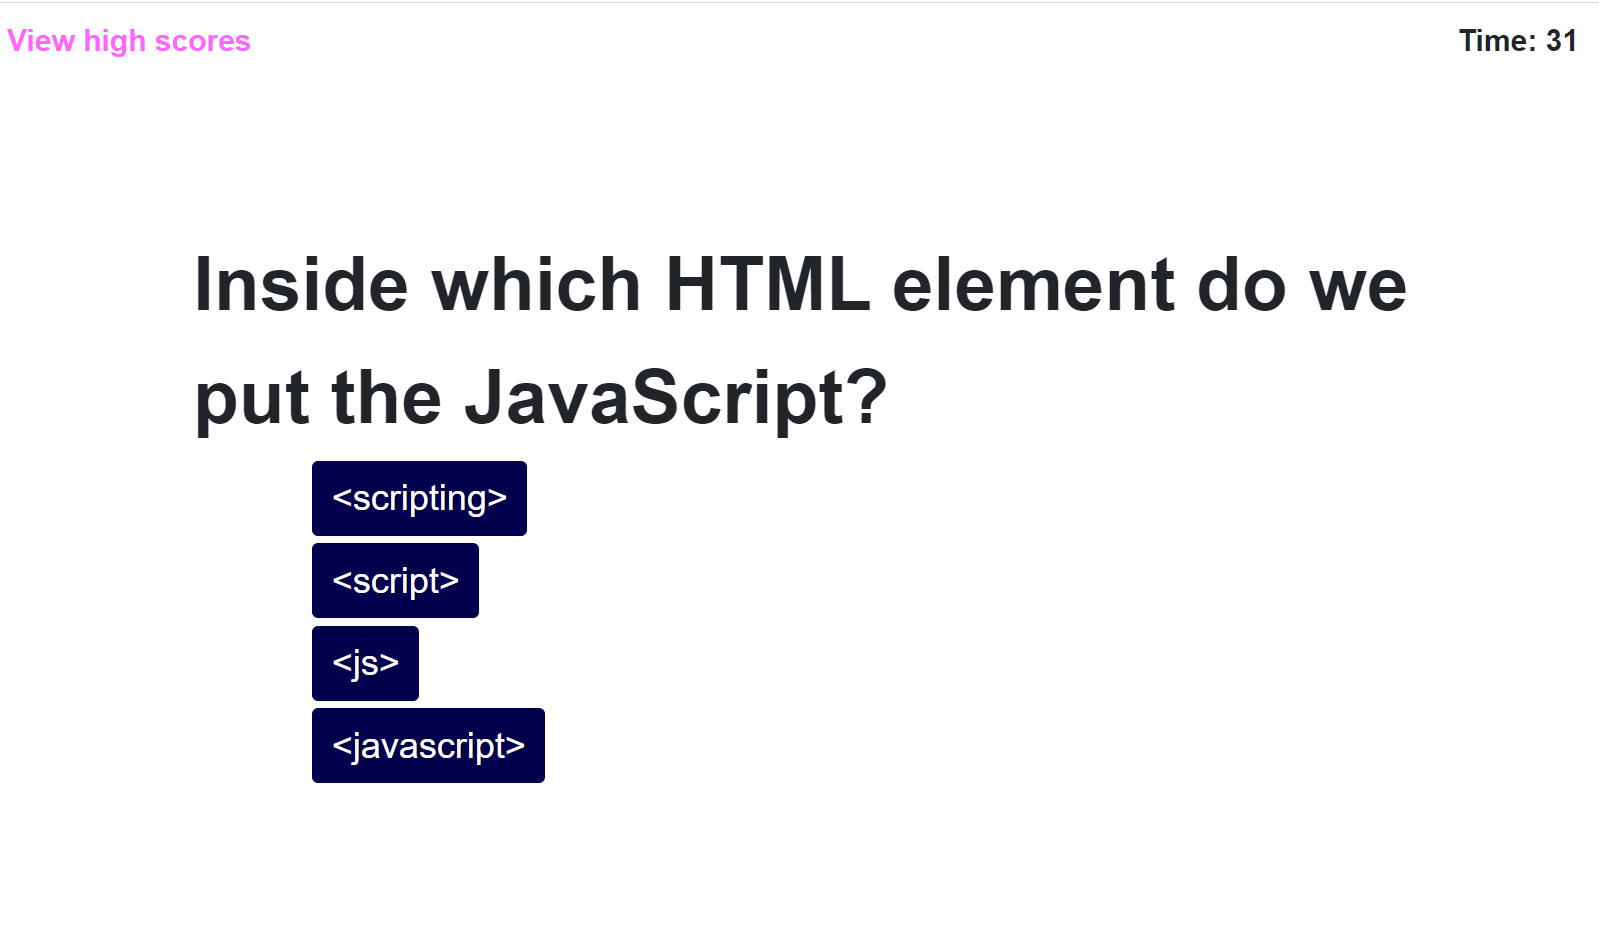 View high scores
Time: 31
Inside which HTML element do we
put the JavaScript?
<scripting>
<script>
<js>
<javascript>